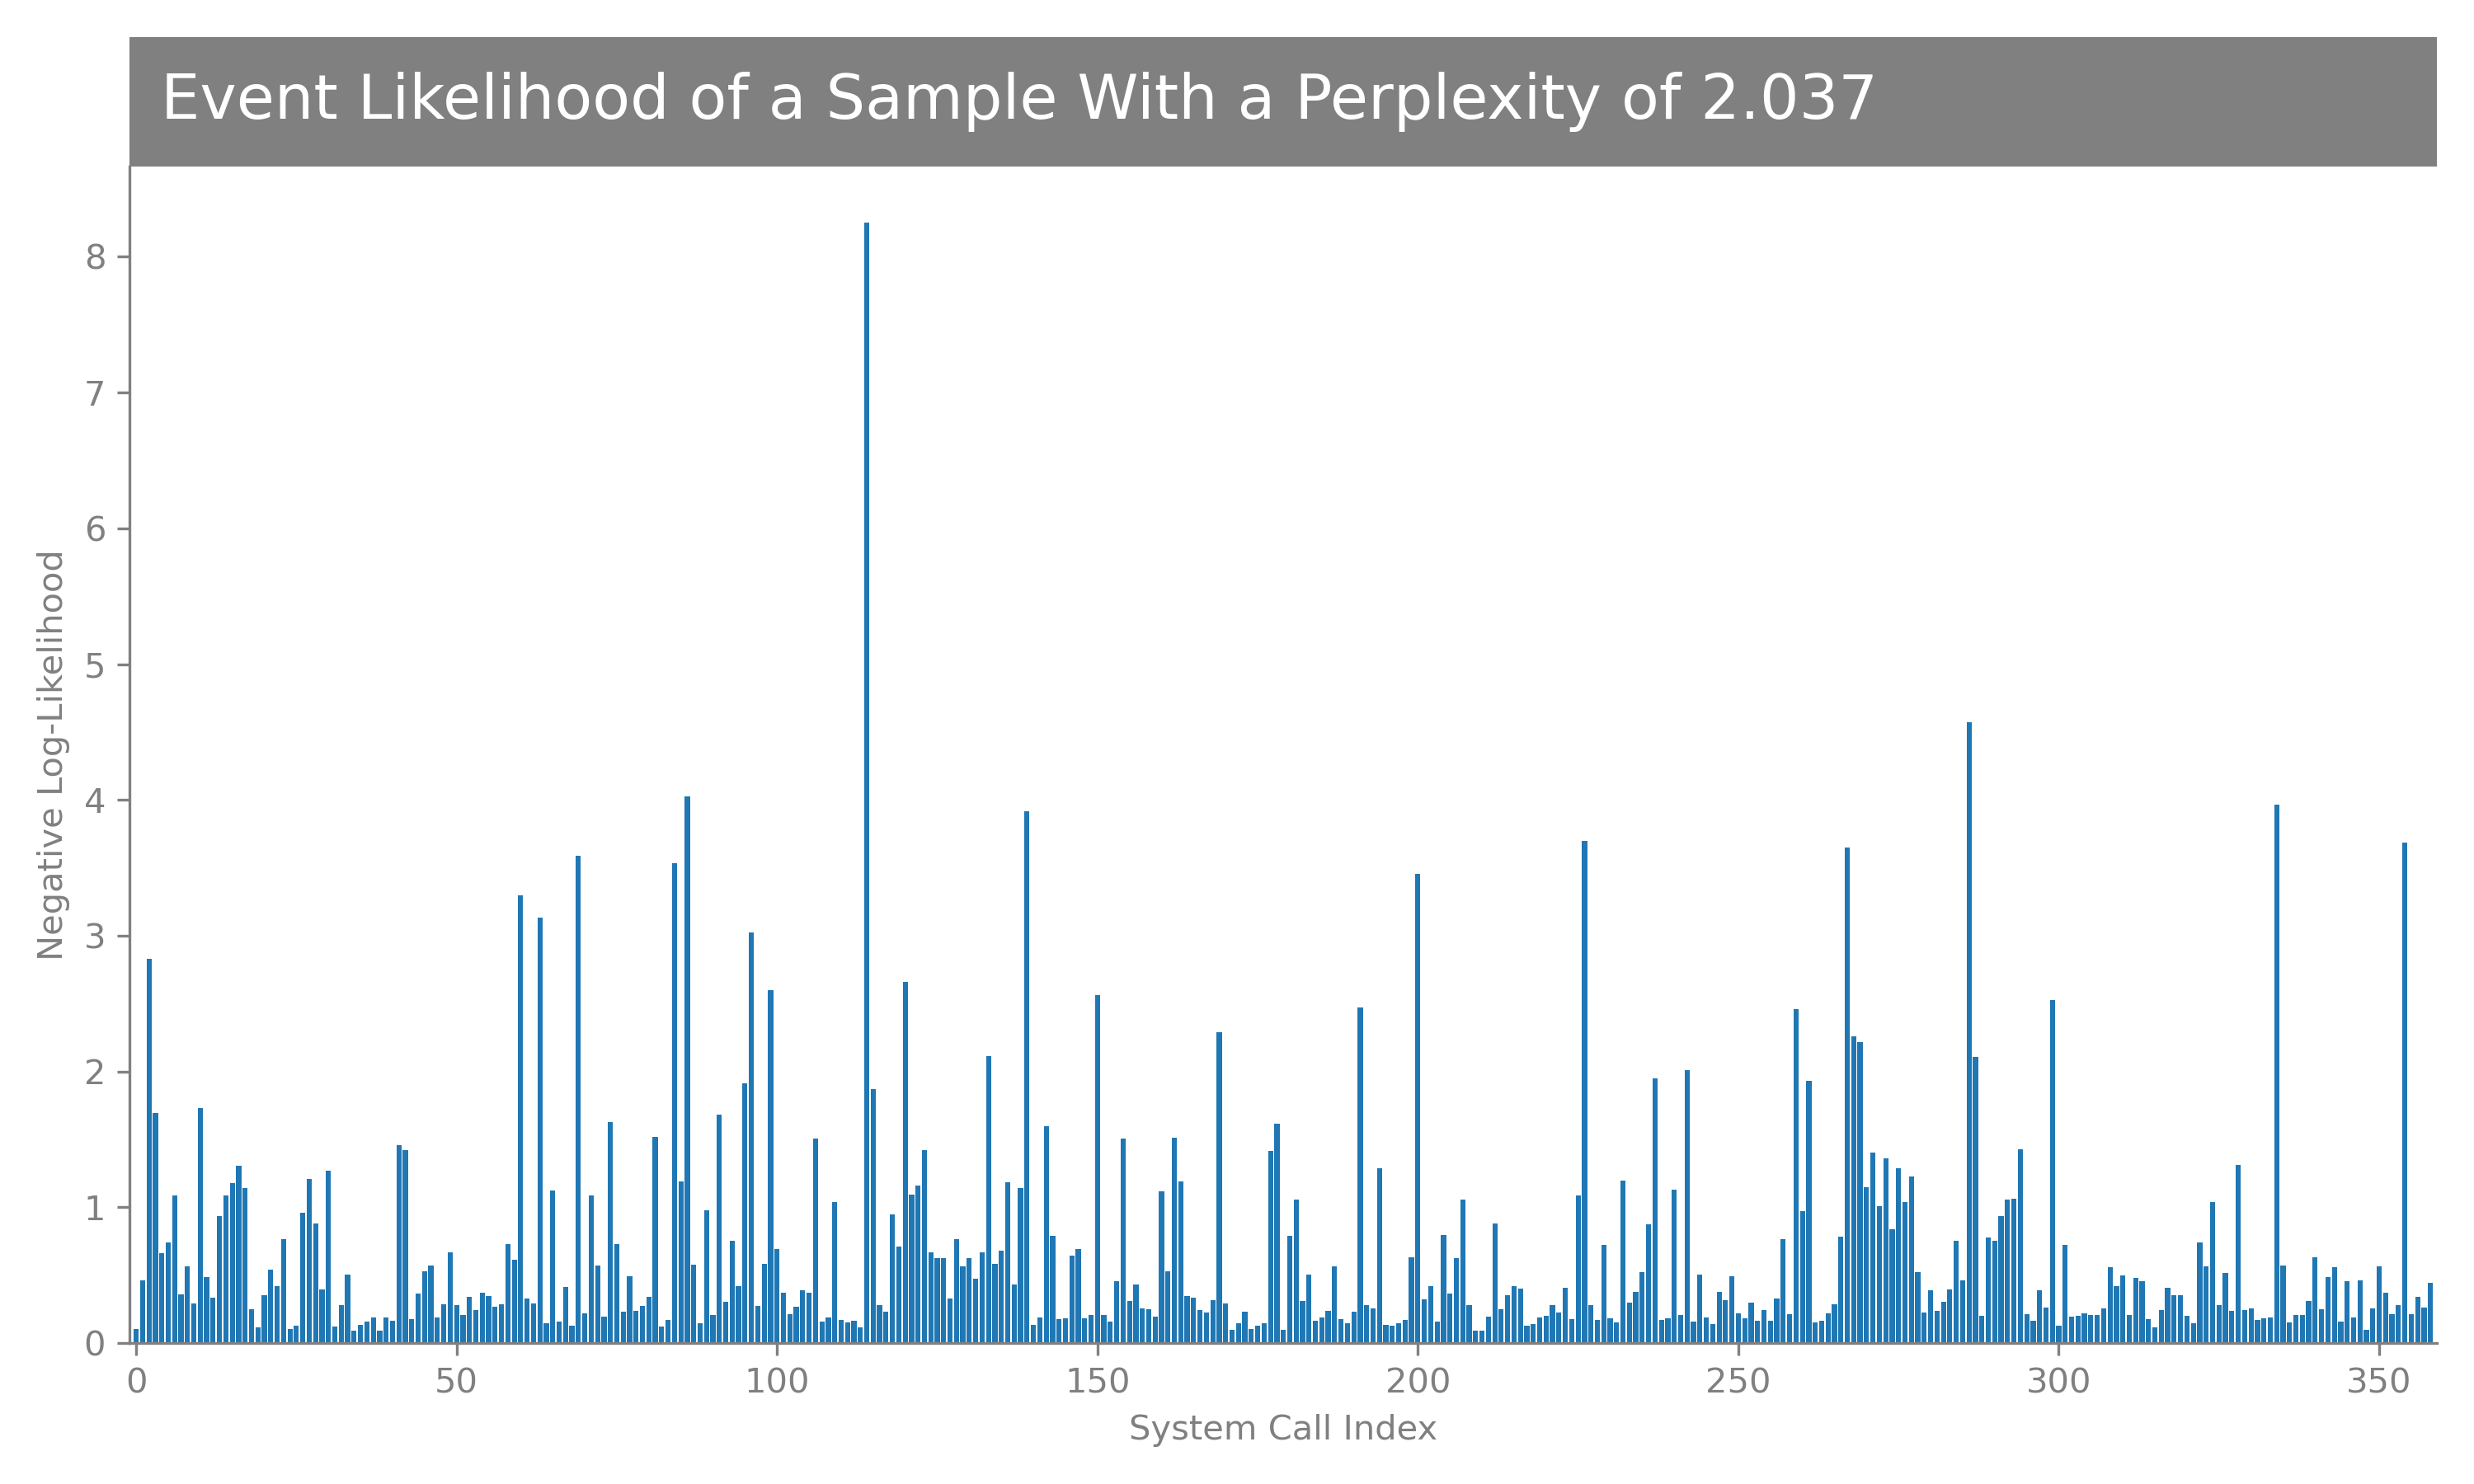 Event Likelihood of a Sample With a Perplexity of 2.037
Negative Log-Likelihood
8
7
6
5
4
3
2
1
0
0 50 100 150 200 250 300 350
System Call Index